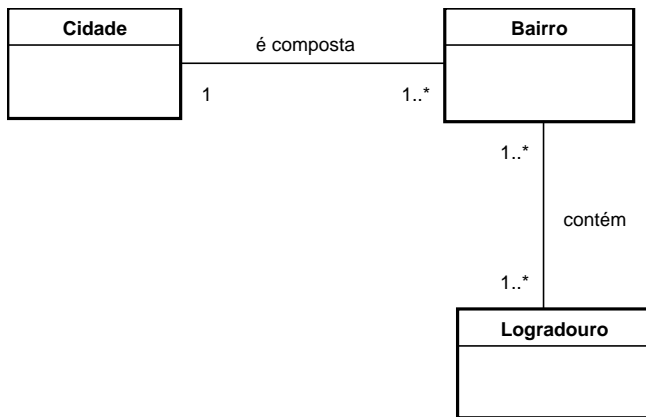 Cidade
é composta
Bairro
1
1..*
1..*
contém
1..*
Logradouro